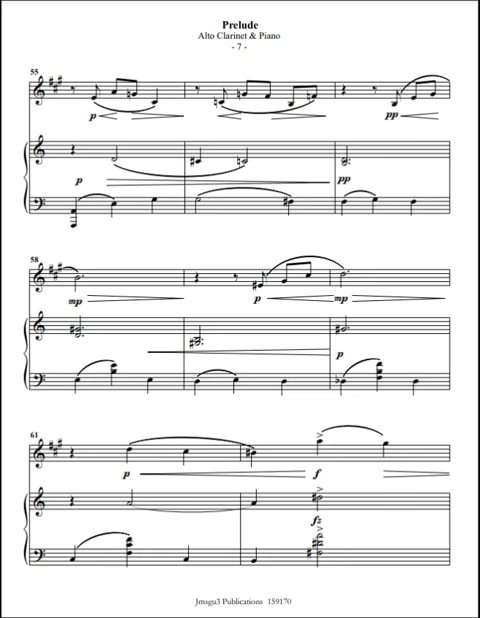 Prelude
Alto Clarinet & Piano
- 7 -
55
p
pp
p
pp
58
mp
p
mp
p
61
p
f
fz
Jmsgu3 Publications 159170